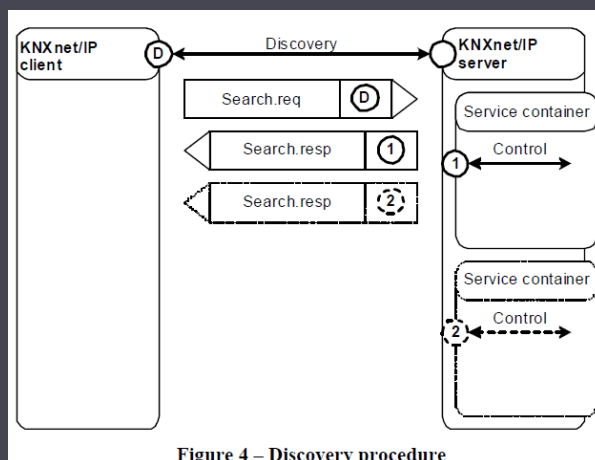 KNXnet/IP
client
D
Discovery
KNXnet/IP
server
Search.req
D
Search.resp
1
Search.resp
2
Service container
Control
1
Service container
Control
2
Figure 4 – Discovery procedure